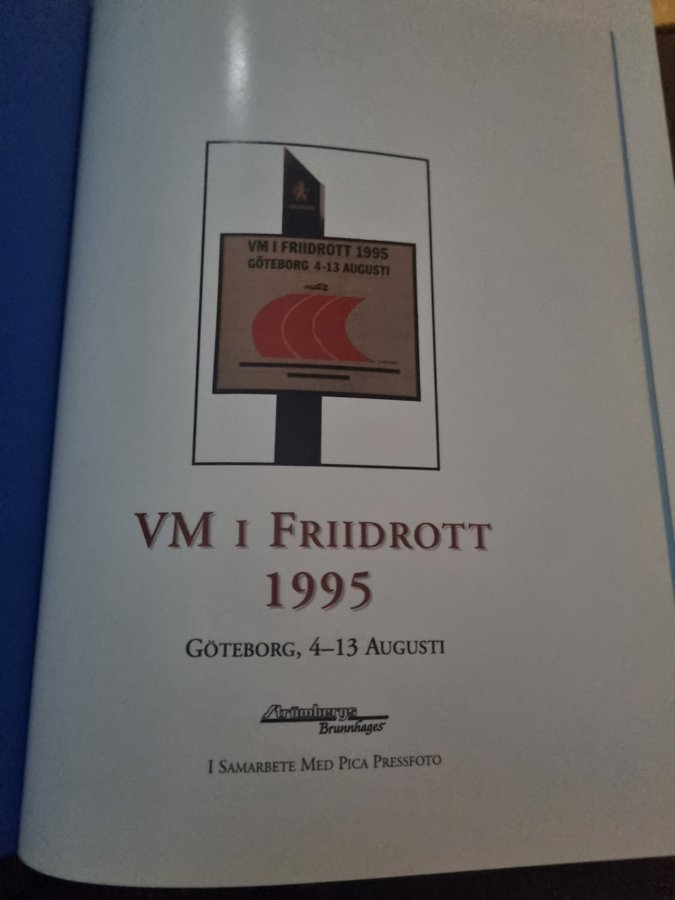 VM I FRIIDROTT 1995
GÖTEBORG 4-13 AUGUSTI
VM I FRIIDROTT
1995
GÖTEBORG, 4–13 AUGUSTI
Strömbergs
Brunnhages
I SAMARBETE MED PICA PRESSFOTO